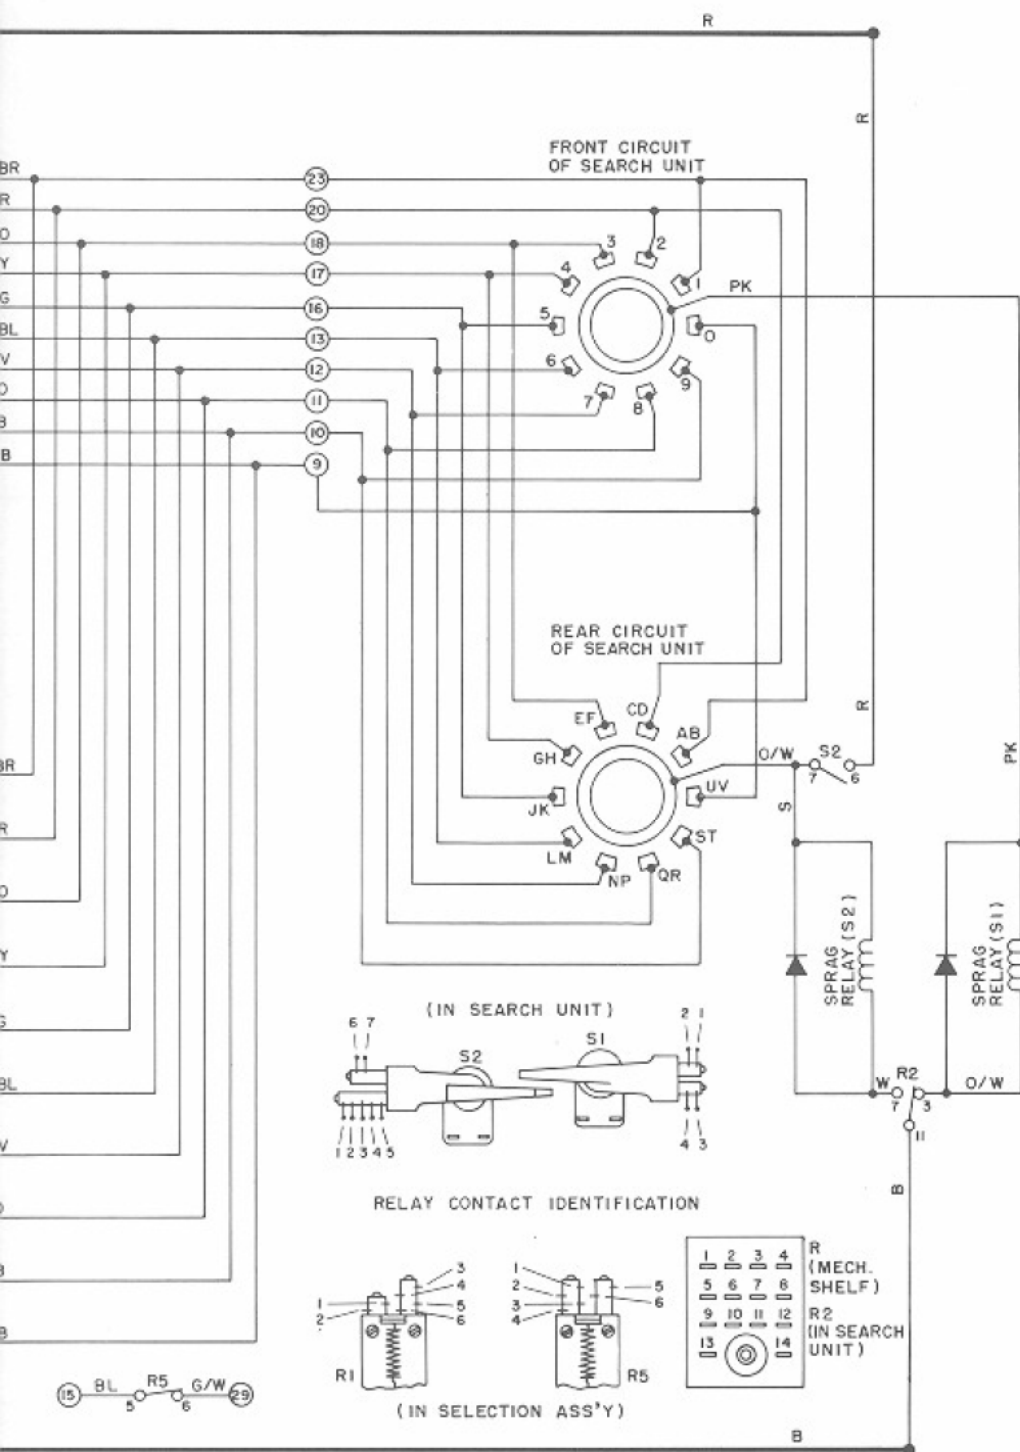 R
R
FRONT CIRCUIT
OF SEARCH UNIT
BR
23
R
20
O
18
3
2
Y
17
4
1
PK
G
16
5
O
BL
13
6
V
12
9
11
7
8
B
10
B
9
REAR CIRCUIT
OF SEARCH UNIT
R
EF
CD
AB
GH
O/W
S2
PK
BR
7
6
UV
JK
S
R
ST
LM
NP
QR
O
SPRAG
RELAY (S2)
SPRAG
RELAY (S1)
Y
(IN SEARCH UNIT)
G
6 7
S2
S1
2 1
BL
W
R2
O/W
7
3
11
1 2 3 4 5
4 3
V
B
RELAY CONTACT IDENTIFICATION
R
(MECH.
SHELF)
1 2 3 4
5 6 7 8
9 10 11 12
13 14
R2
(IN SEARCH
UNIT)
3
4
1
5
2
6
1
2
5
3
6
4
B
R1
R5
15
BL
R5
G/W
29
5
6
(IN SELECTION ASS'Y)
B